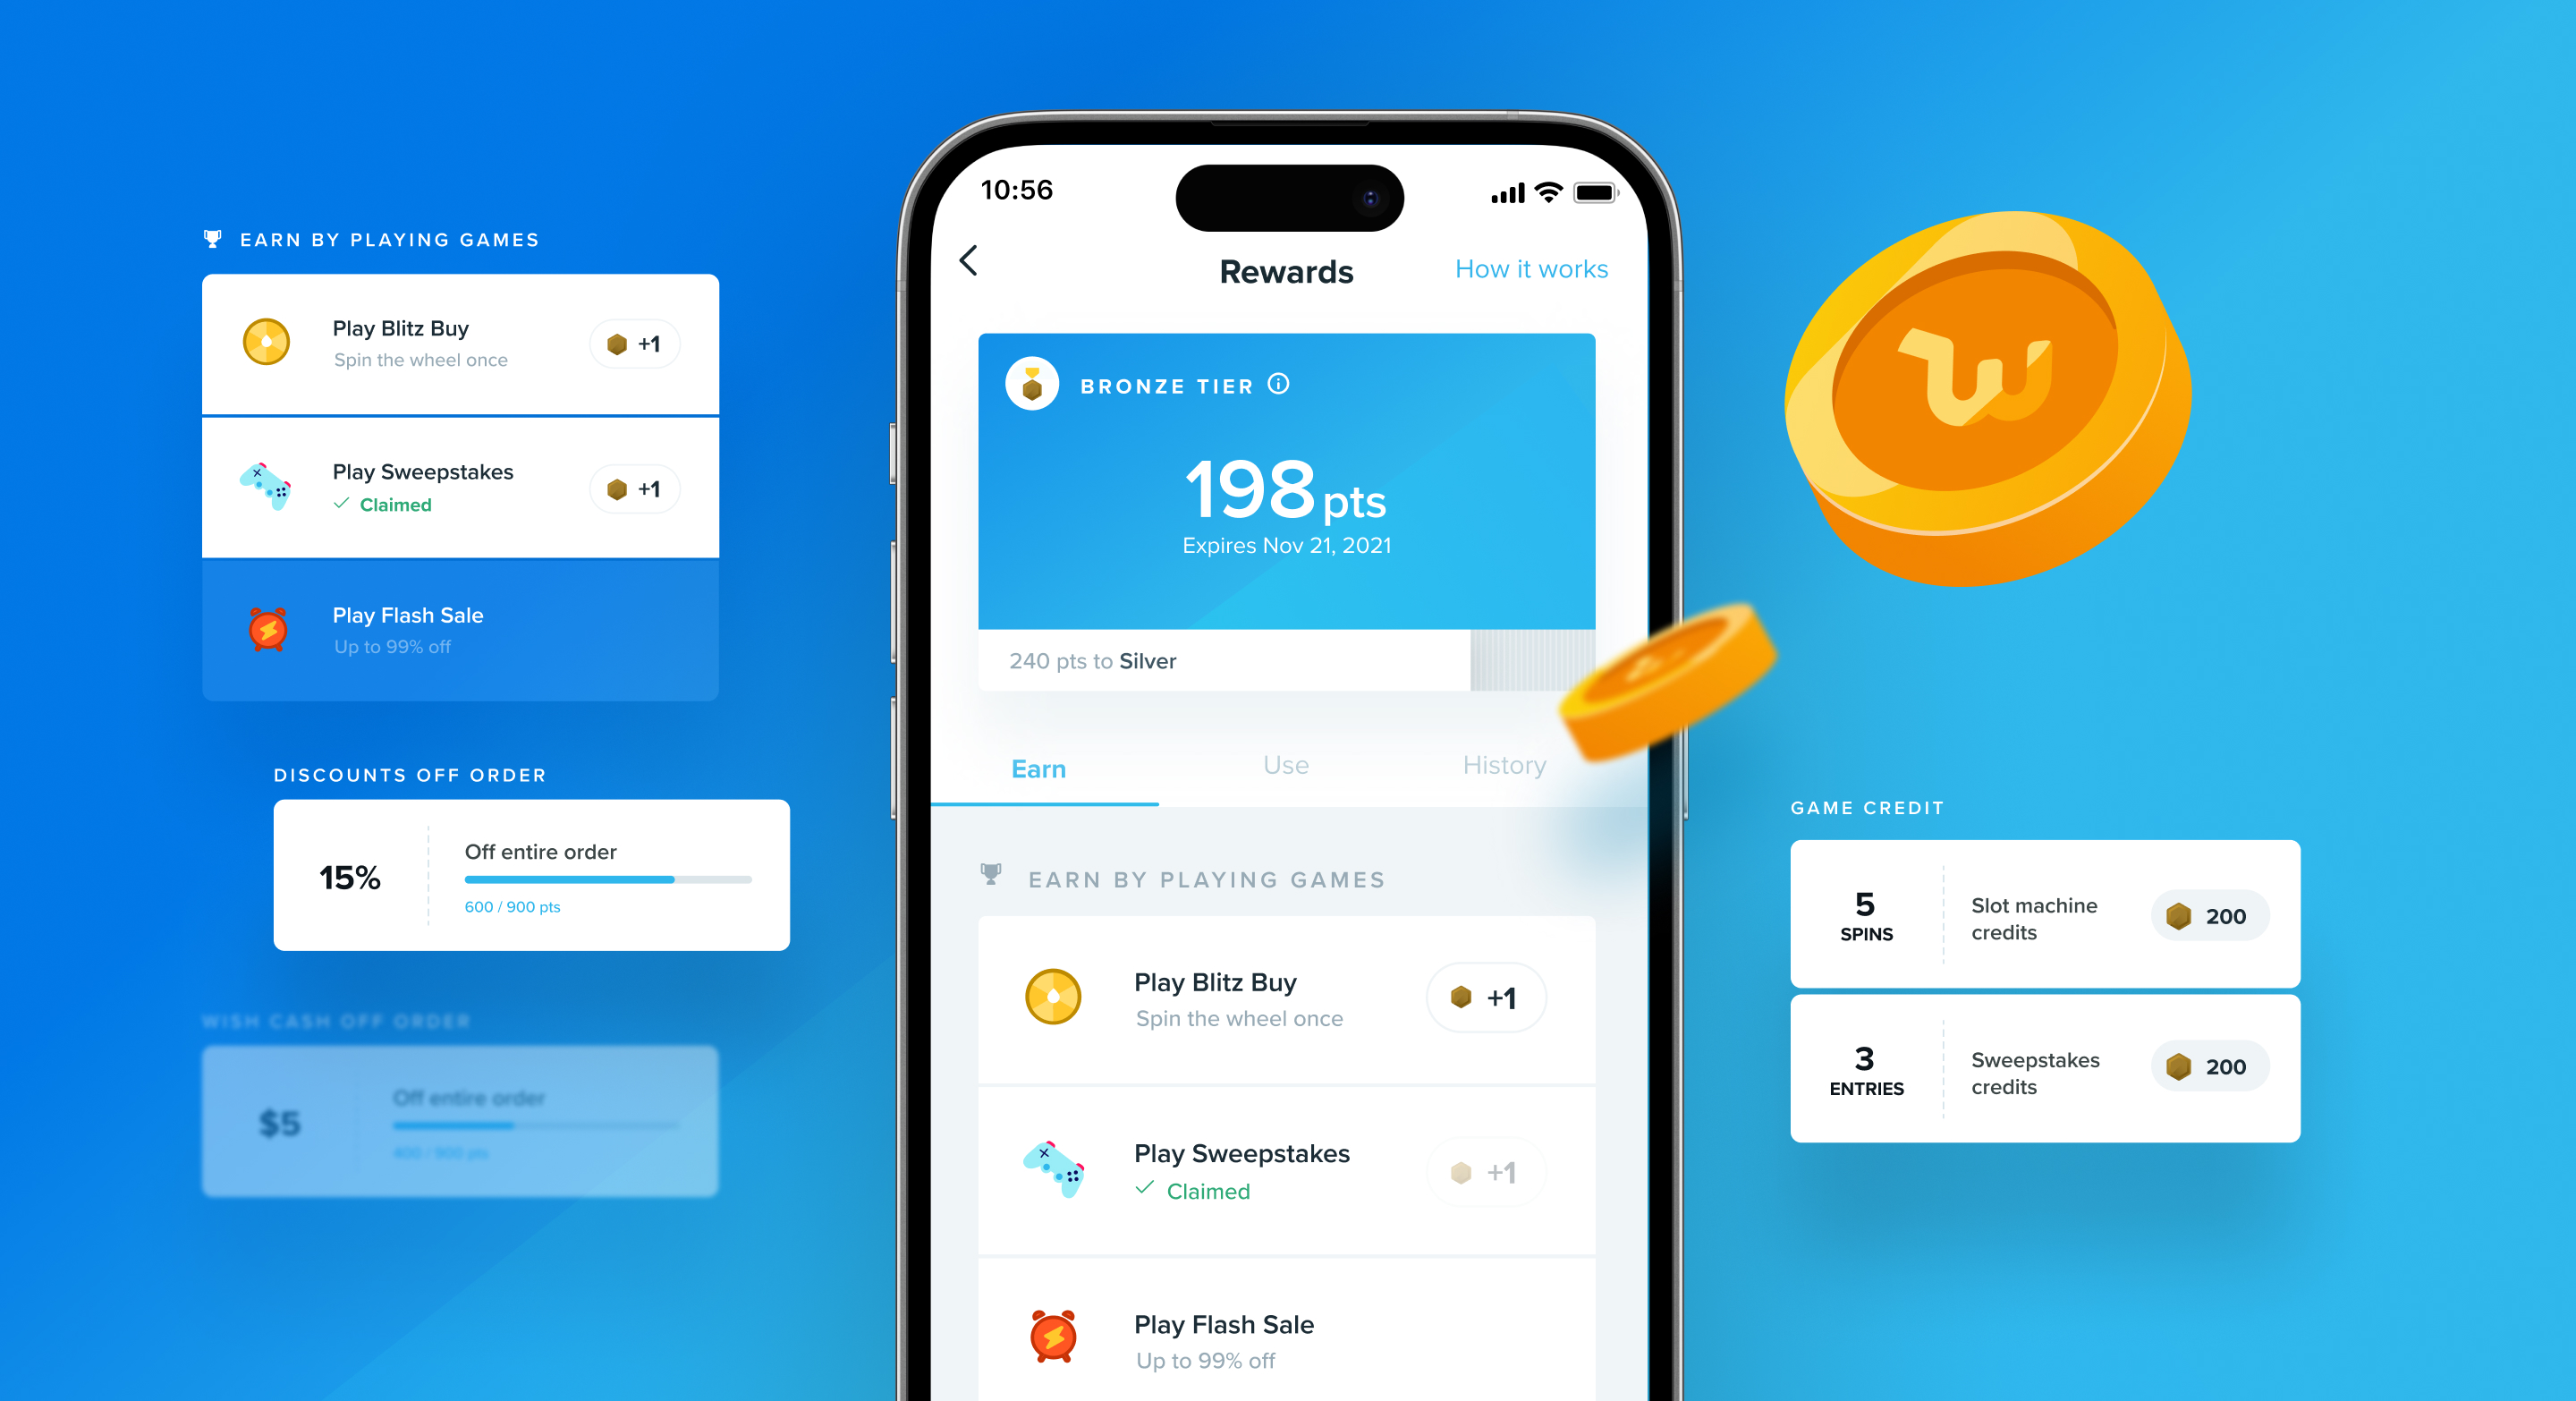 EARN BY PLAYING GAMES
Play Blitz Buy
Spin the wheel once
+1
Play Sweepstakes
Claimed
+1
Play Flash Sale
Up to 99% off
DISCOUNTS OFF ORDER
15%
Off entire order
600 / 900 pts
WISH CASH OFF ORDER
$5
Off entire order
400 / 900 pts
10:56
Rewards
How it works
BRONZE TIER
198 pts
Expires Nov 21, 2021
240 pts to Silver
Earn
Use
History
EARN BY PLAYING GAMES
Play Blitz Buy
Spin the wheel once
+1
Play Sweepstakes
Claimed
+1
Play Flash Sale
Up to 99% off
GAME CREDIT
5
SPINS
Slot machine
credits
200
3
ENTRIES
Sweepstakes
credits
200